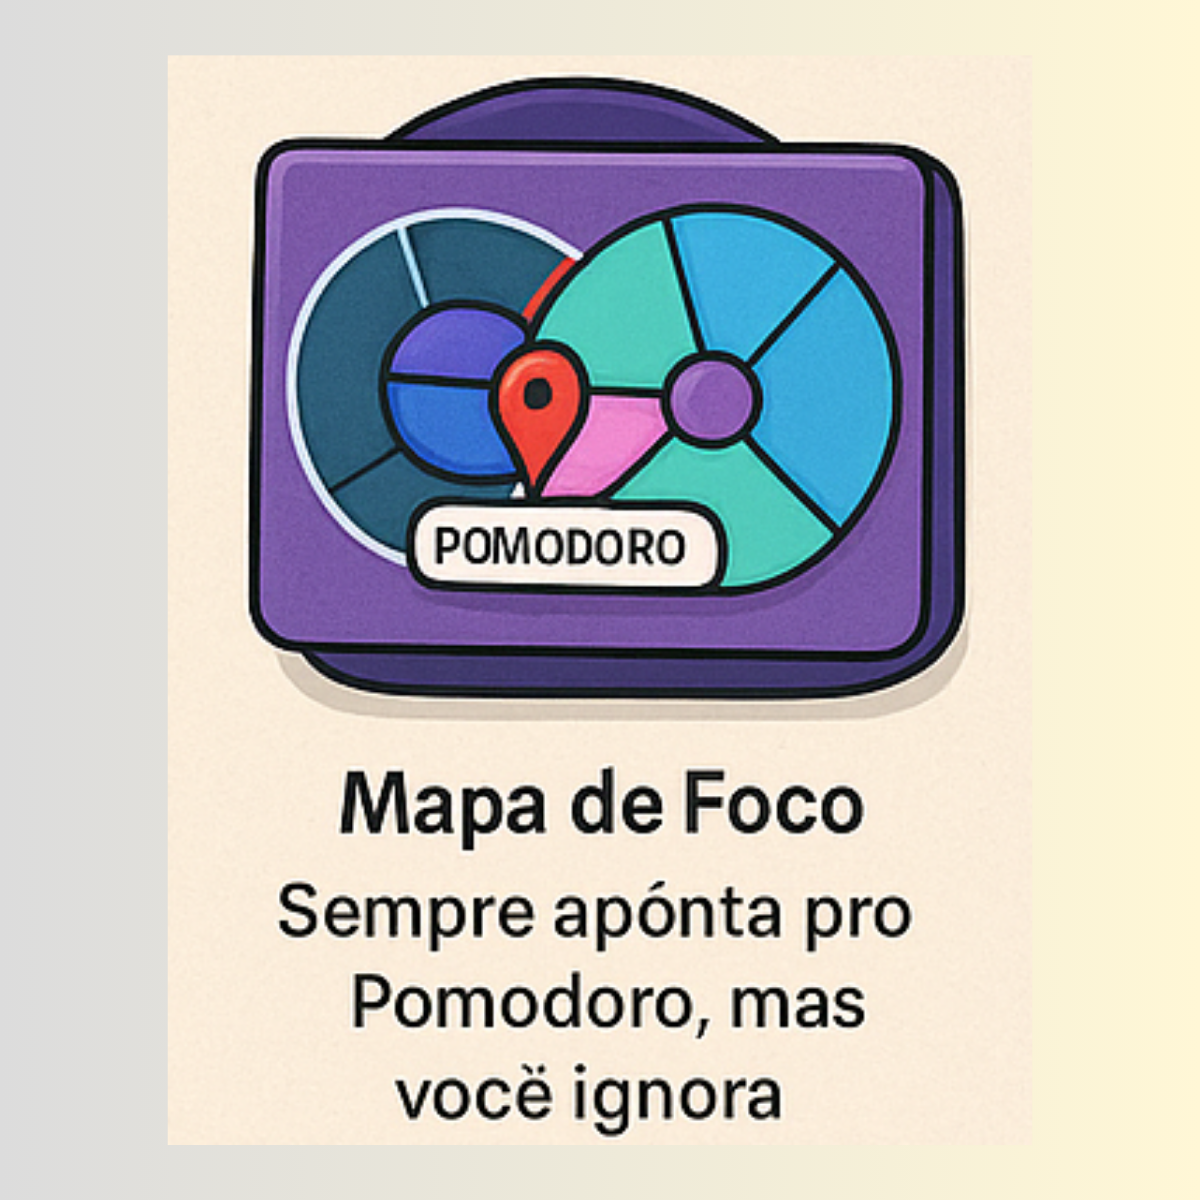 POMODORO
Mapa de Foco
Sempre apónta pro
Pomodoro, mas
vocë ignora